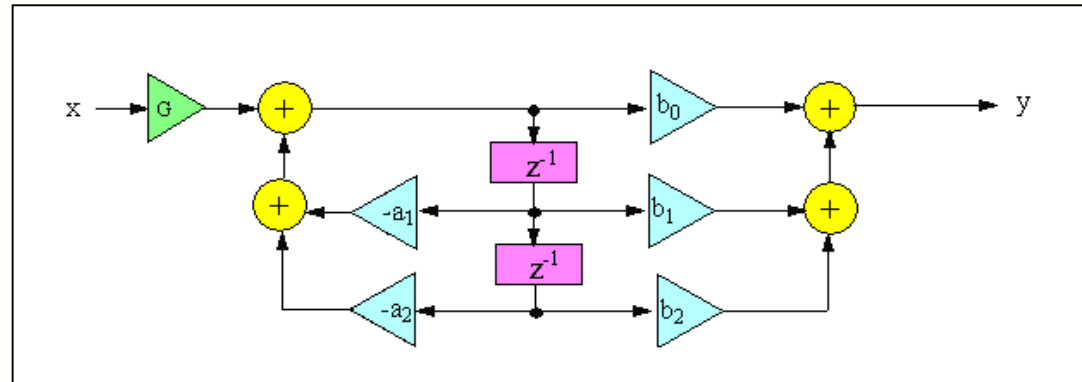 x G + b₀ + y
z⁻¹
+ -a₁ b₁ +
z⁻¹
-a₂ b₂